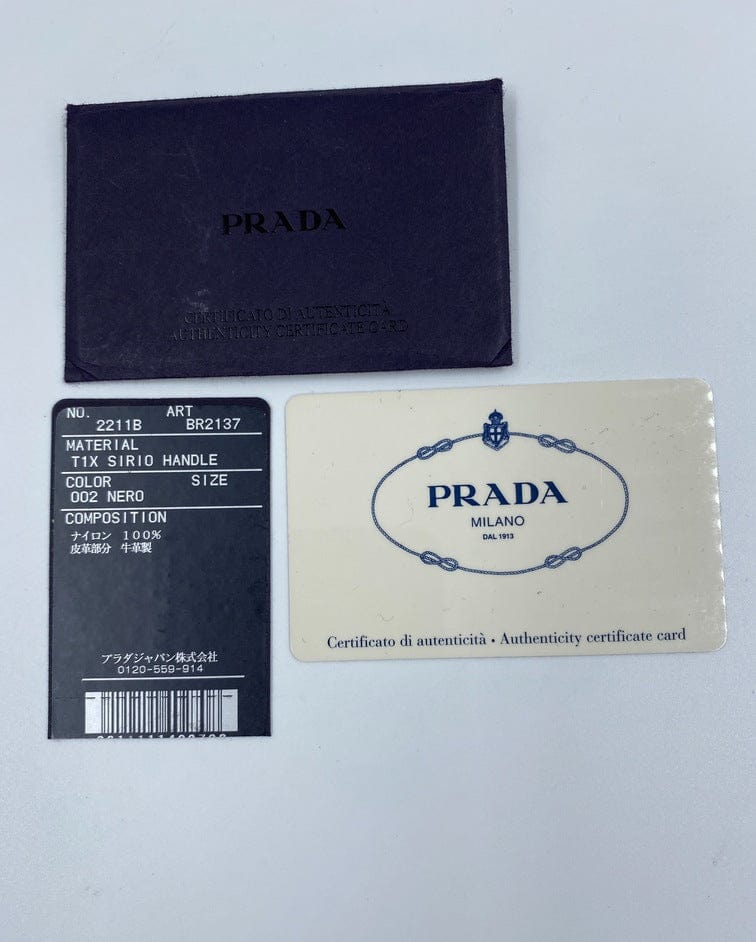 PRADA
CERTIFICATO DI AUTENTICITÀ
AUTHENTICITY CERTIFICATE CARD
NO. ART
2211B BR2137
MATERIAL
T1X SIRIO HANDLE
COLOR SIZE
002 NERO
COMPOSITION
ナイロン 100%
皮革部分 牛革製
プラダジャパン株式会社
0120-559-914
PRADA
MILANO
DAL 1913
Certificato di autenticità • Authenticity certificate card